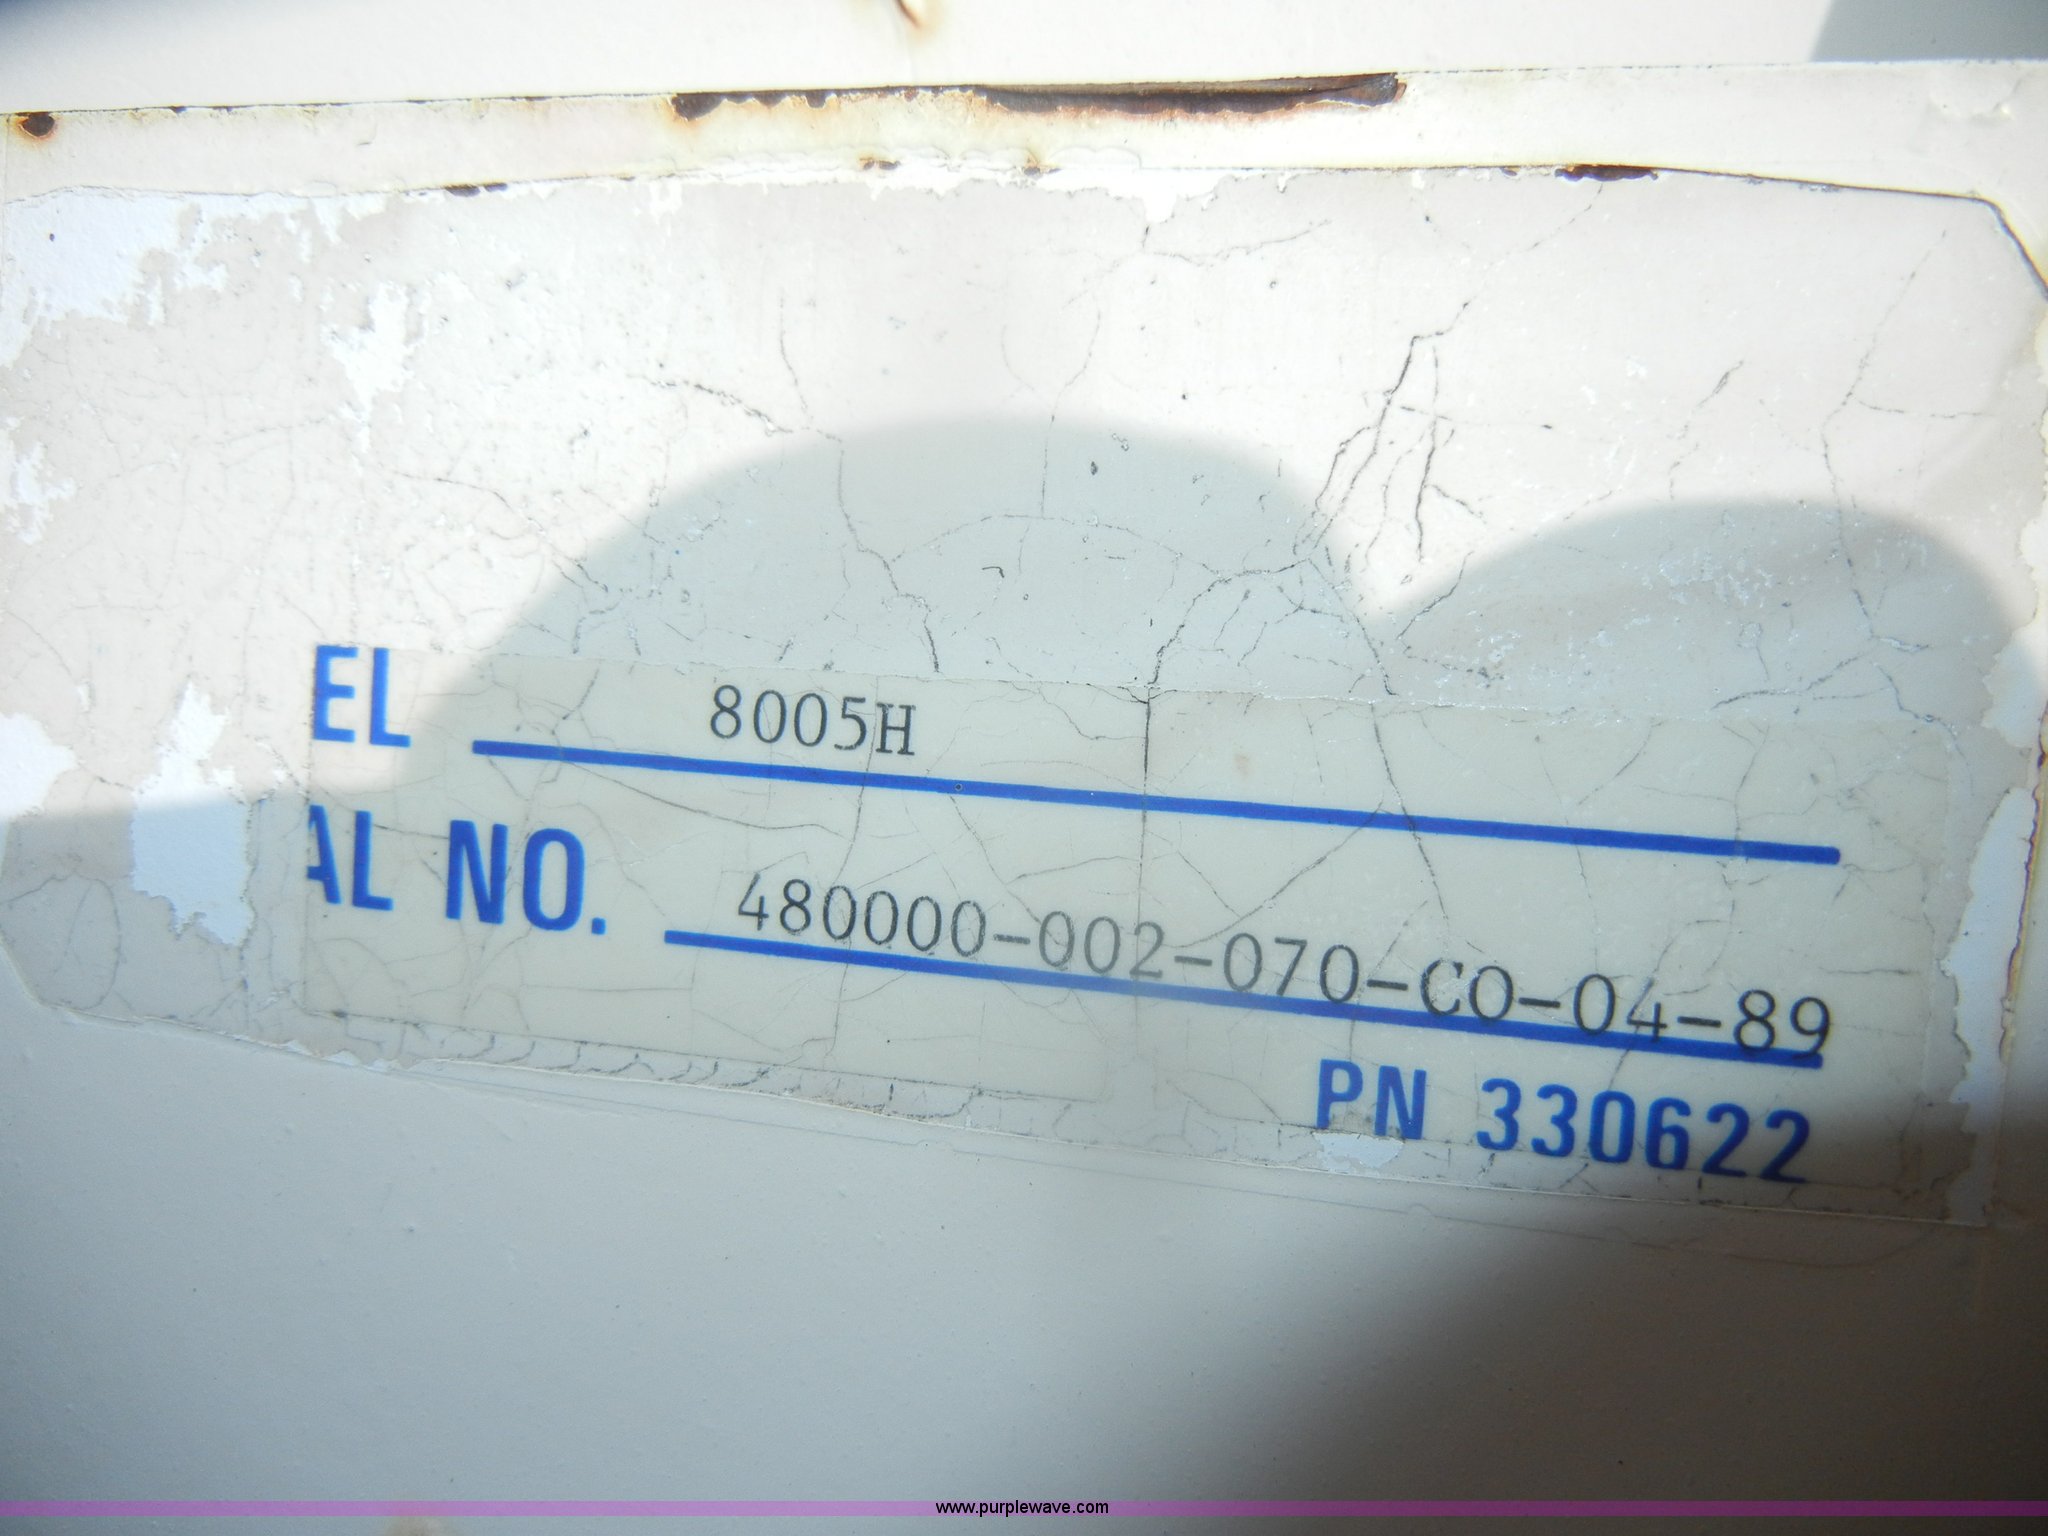 EL 8005H
AL NO. 480000-002-070-CO-04-89
PN 330622
www.purplewave.com